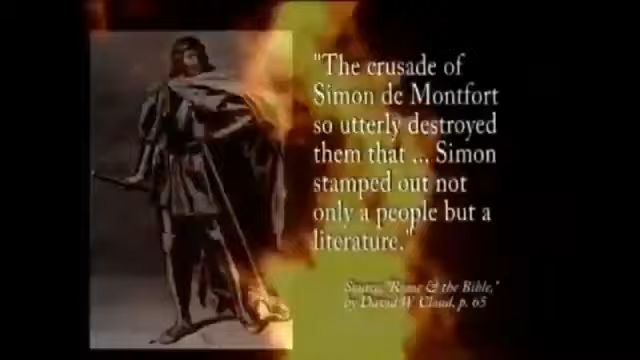 "The crusade of
Simon de Montfort
so utterly destroyed
them that ... Simon
stamped out not
only a people but a
literature."
Source, "Rome & the Bible,"
by David W Cloud, p. 65